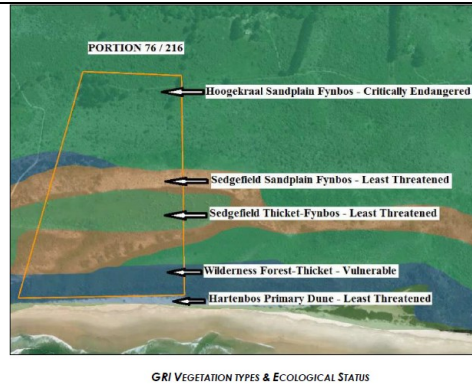 PORTION 76 / 216
Hoogekraal Sandplain Fynbos - Critically Endangered
Sedgefield Sandplain Fynbos - Least Threatened
Sedgefield Thicket-Fynbos - Least Threatened
Wilderness Forest-Thicket - Vulnerable
Hartenbos Primary Dune - Least Threatened
GRI VEGETATION TYPES & ECOLOGICAL STATUS